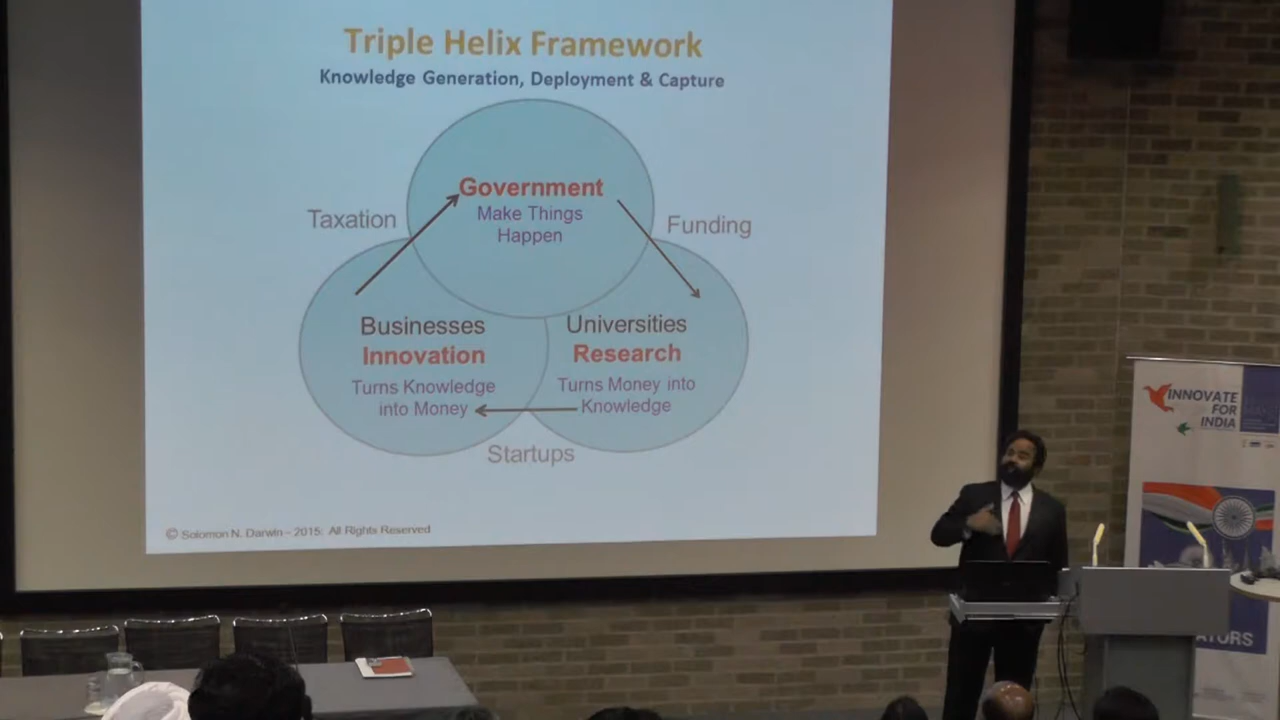 Triple Helix Framework
Knowledge Generation, Deployment & Capture
Government
Make Things
Happen
Taxation
Funding
Businesses
Innovation
Turns Knowledge
into Money
Universities
Research
Turns Money into
Knowledge
Startups
© Solomon N. Darwin – 2015. All Rights Reserved
INNOVATE
FOR
INDIA
ATORS